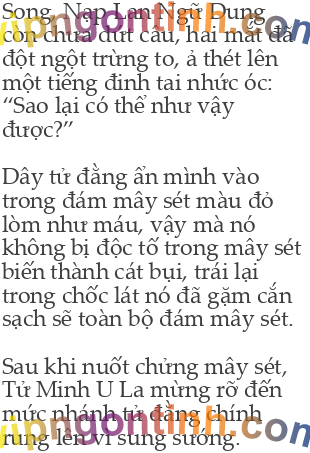 Song, Nạp Lan Ngữ Dung
còn chưa dứt câu, hai mắt đã
đột ngột trừng to, ả thét lên
một tiếng đinh tai nhức óc:
“Sao lại có thể như vậy
được?”
Dây tử đằng ẩn mình vào
trong đám mây sét màu đỏ
lòm như máu, vậy mà nó
không bị độc tố trong mây sét
biến thành cát bụi, trái lại
trong chốc lát nó đã gặm cắn
sạch sẽ toàn bộ đám mây sét.
Sau khi nuốt chửng mây sét,
Tử Minh U La mừng rỡ đến
mức nhánh tử đằng chính
rung lên vì sung sướng.
vipngontinh.com
vipngontinh.com